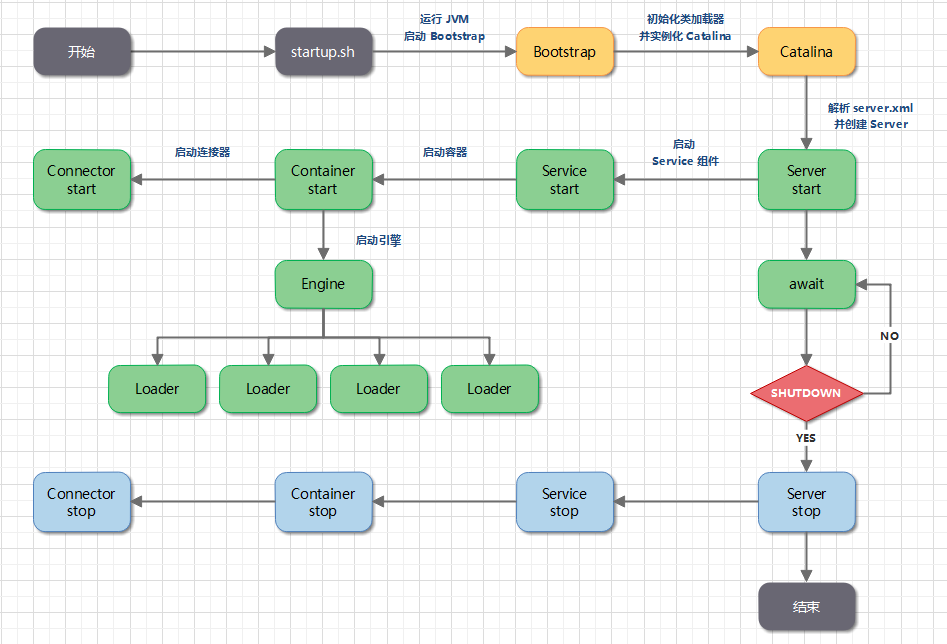 开始
startup.sh
运行 JVM
启动 Bootstrap
Bootstrap
初始化类加载器
并实例化 Catalina
Catalina
解析 server.xml
并创建 Server
Connector
start
启动连接器
Container
start
启动容器
Service
start
启动
Service 组件
Server
start
启动引擎
Engine
await
NO
Loader
Loader
Loader
Loader
SHUTDOWN
YES
Connector
stop
Container
stop
Service
stop
Server
stop
结束